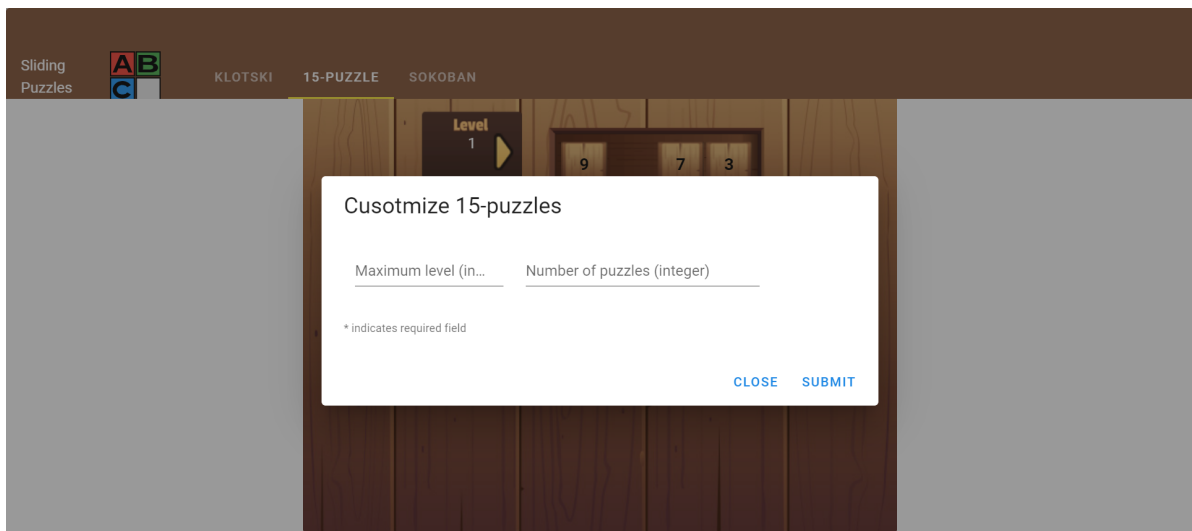 Sliding
Puzzles
A B
C
KLOTSKI 15-PUZZLE SOKOBAN
Level
1
9 7 3
Cusotmize 15-puzzles
Maximum level (in... Number of puzzles (integer)
* indicates required field
CLOSE SUBMIT